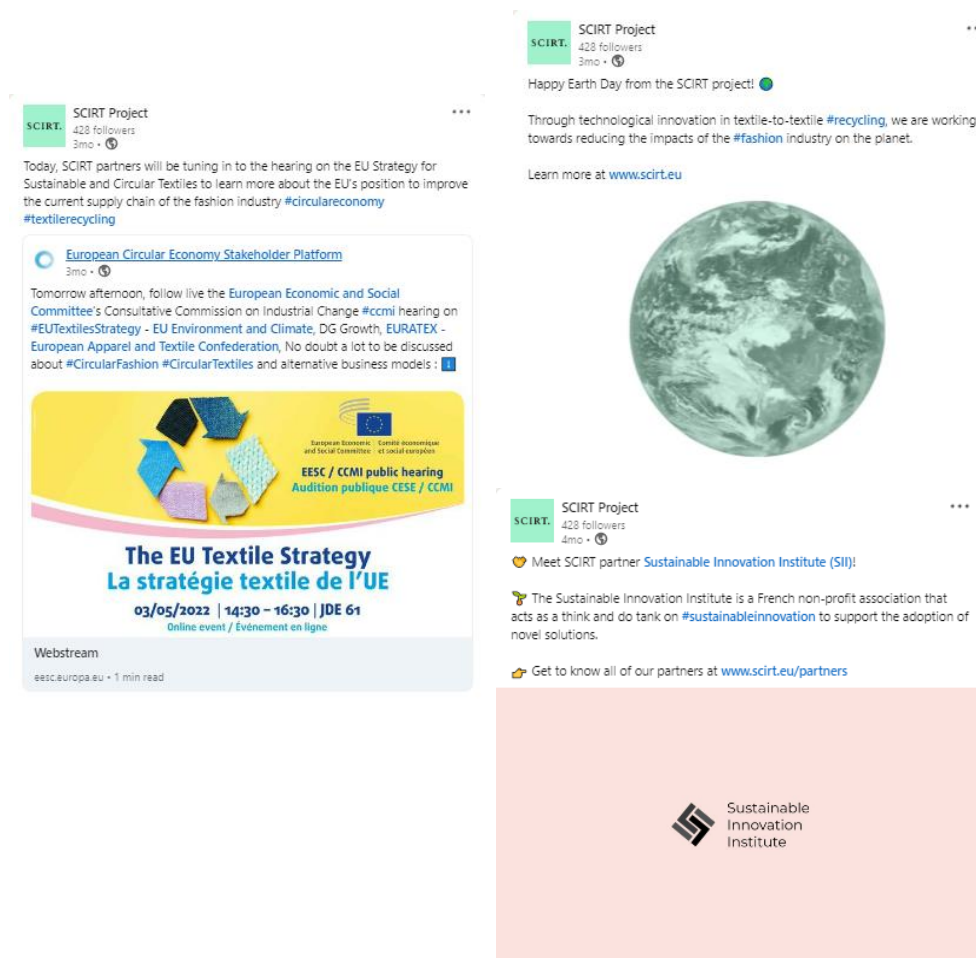 SCIRT.
SCIRT Project
428 followers
3mo •
Today, SCIRT partners will be tuning in to the hearing on the EU Strategy for
Sustainable and Circular Textiles to learn more about the EU's position to improve
the current supply chain of the fashion industry #circulareconomy
#textilerecycling
European Circular Economy Stakeholder Platform
3mo •
Tomorrow afternoon, follow live the European Economic and Social
Committee's Consultative Commission on Industrial Change #ccmi hearing on
#EUTextilesStrategy - EU Environment and Climate, DG Growth, EURATEX -
European Apparel and Textile Confederation, No doubt a lot to be discussed
about #CircularFashion #CircularTextiles and alternative business models : ⬇️
European Economic
and Social Committee
Comité économique
et social européen
EESC / CCMI public hearing
Audition publique CESE / CCMI
The EU Textile Strategy
La stratégie textile de l'UE
03/05/2022 | 14:30 – 16:30 | JDE 61
Online event / Événement en ligne
Webstream
eesc.europa.eu • 1 min read
SCIRT.
SCIRT Project
428 followers
3mo •
Happy Earth Day from the SCIRT project! 🌍
Through technological innovation in textile-to-textile #recycling, we are working
towards reducing the impacts of the #fashion industry on the planet.
Learn more at www.scirt.eu
SCIRT.
SCIRT Project
428 followers
4mo •
Meet SCIRT partner Sustainable Innovation Institute (SII)!
🌱 The Sustainable Innovation Institute is a French non-profit association that
acts as a think and do tank on #sustainableinnovation to support the adoption of
novel solutions.
👉 Get to know all of our partners at www.scirt.eu/partners
Sustainable
Innovation
Institute